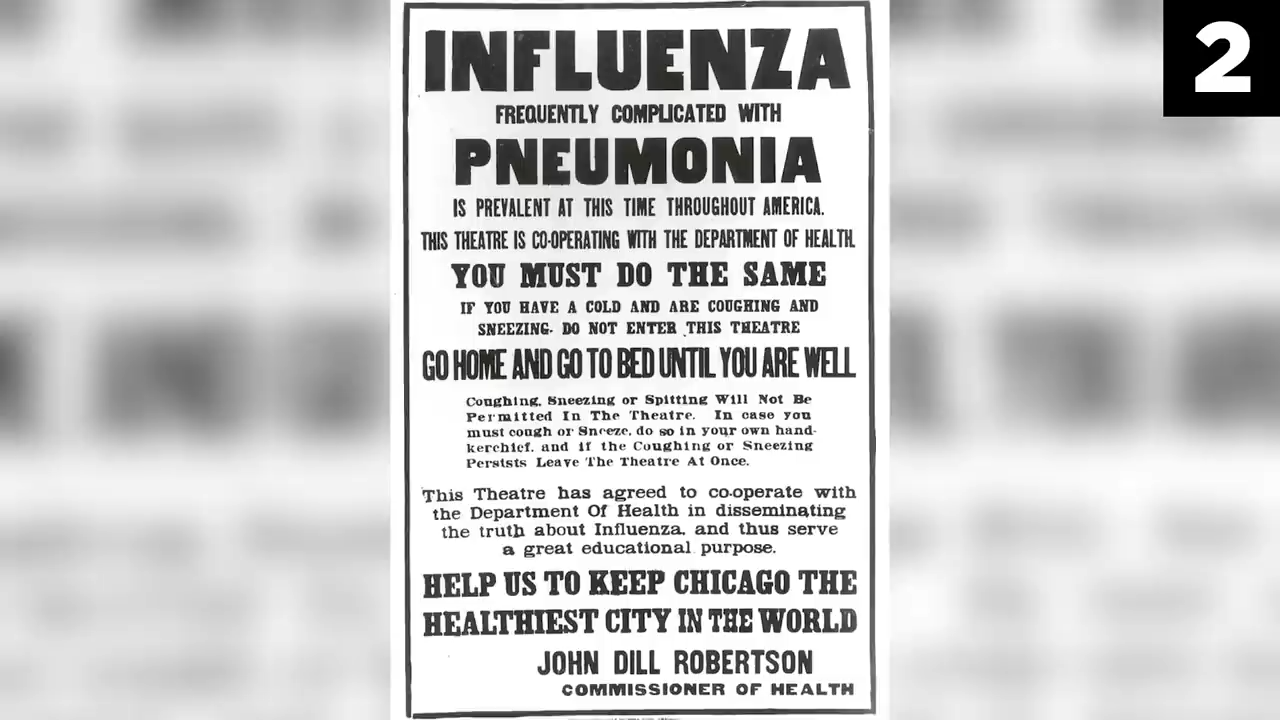 2
INFLUENZA
FREQUENTLY COMPLICATED WITH
PNEUMONIA
IS PREVALENT AT THIS TIME THROUGHOUT AMERICA.
THIS THEATRE IS CO-OPERATING WITH THE DEPARTMENT OF HEALTH.
YOU MUST DO THE SAME
IF YOU HAVE A COLD AND ARE COUGHING AND
SNEEZING. DO NOT ENTER THIS THEATRE
GO HOME AND GO TO BED UNTIL YOU ARE WELL
Coughing, Sneezing or Spitting Will Not Be
Permitted In The Theatre. In case you
must cough or Sneeze, do so in your own hand-
kerchief, and if the Coughing or Sneezing
Persists Leave The Theatre At Once.
This Theatre has agreed to co-operate with
the Department Of Health in disseminating
the truth about Influenza, and thus serve
a great educational purpose.
HELP US TO KEEP CHICAGO THE
HEALTHIEST CITY IN THE WORLD
JOHN DILL ROBERTSON
COMMISSIONER OF HEALTH